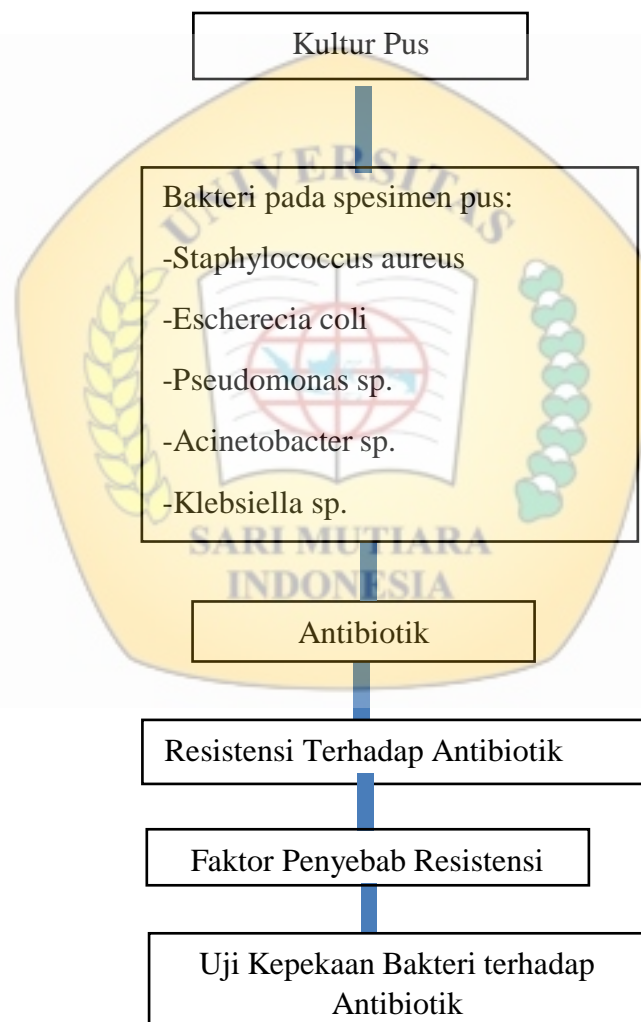 Kultur Pus
UNIVERSITAS
Bakteri pada spesimen pus:
-Staphylococcus aureus
-Escherecia coli
-Pseudomonas sp.
-Acinetobacter sp.
-Klebsiella sp.
SARI MUTIARA
INDONESIA
Antibiotik
Resistensi Terhadap Antibiotik
Faktor Penyebab Resistensi
Uji Kepekaan Bakteri terhadap
Antibiotik